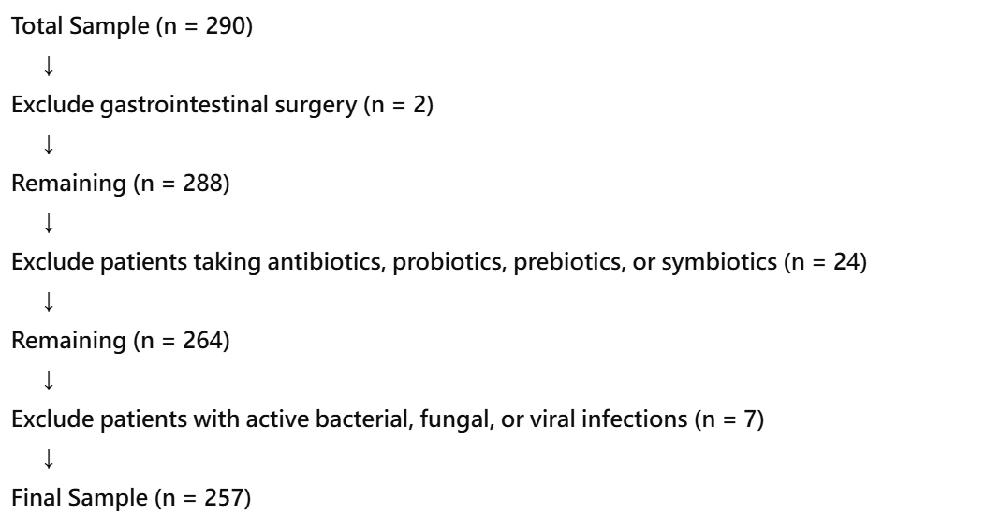 Total Sample (n = 290)
↓
Exclude gastrointestinal surgery (n = 2)
↓
Remaining (n = 288)
↓
Exclude patients taking antibiotics, probiotics, prebiotics, or symbiotics (n = 24)
↓
Remaining (n = 264)
↓
Exclude patients with active bacterial, fungal, or viral infections (n = 7)
↓
Final Sample (n = 257)